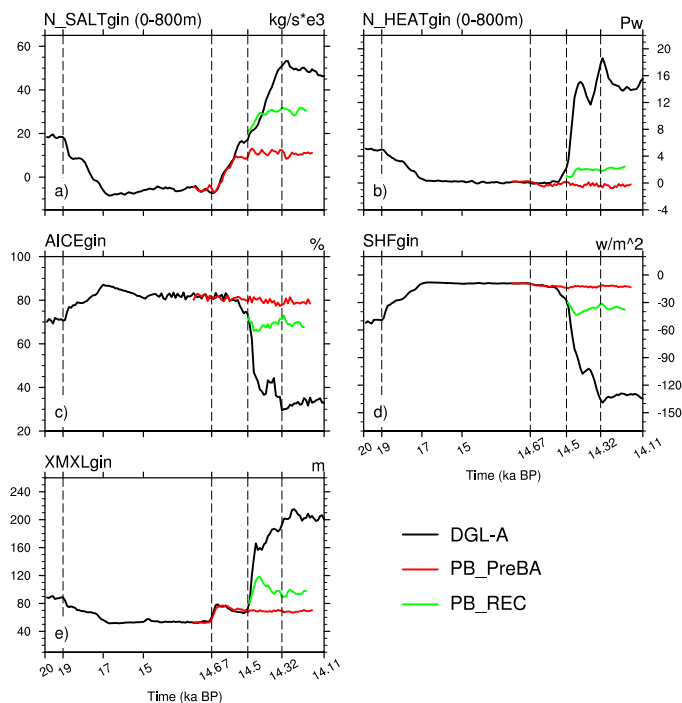 N_SALTgin (0-800m) kg/s*e3
60
40
20
0
a)
N_HEATgin (0-800m) Pw
20
16
12
8
4
0
-4
b)
AICEgin %
100
80
60
40
20
c)
SHFgin w/m^2
0
-30
-60
-90
-120
-150
d)
20 19 17 15 14.67 14.5 14.32 14.11
Time (ka BP)
XMXLgin m
240
200
160
120
80
40
e)
20 19 17 15 14.67 14.5 14.32 14.11
Time (ka BP)
DGL-A
PB_PreBA
PB_REC